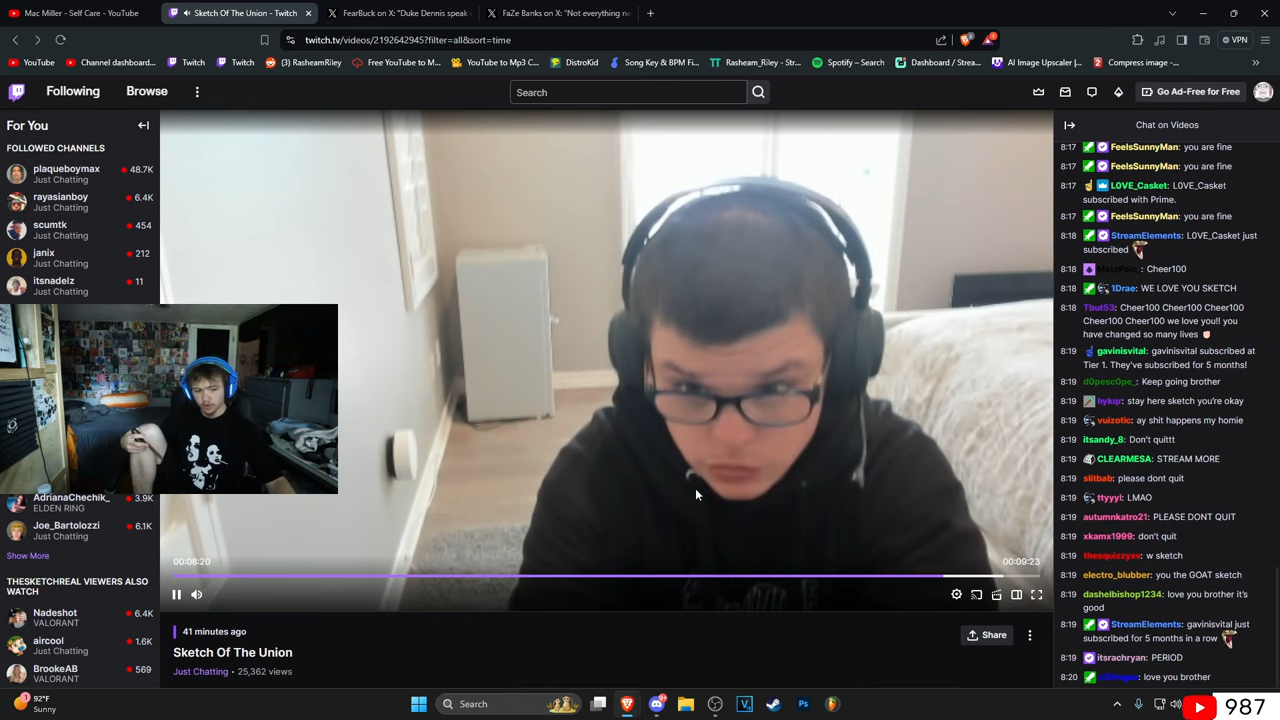 Mac Miller - Self Care - YouTube
Sketch Of The Union - Twitch
FearBuck on X: "Duke Dennis speak
FaZe Banks on X: "Not everything n
twitch.tv/videos/2192642945?filter=all&sort=time
VPN
YouTube
Channel dashboard...
Twitch
Twitch
(3) RasheamRiley
Free YouTube to M...
YouTube to Mp3 C...
DistroKid
Song Key & BPM Fi...
Rasheam_Riley - Str...
Spotify – Search
Dashboard / Strea...
AI Image Upscaler |...
Compress image -...
Following
Browse
Search
Go Ad-Free for Free
For You
FOLLOWED CHANNELS
plaqueboymax
48.7K
Just Chatting
rayasianboy
6.4K
Just Chatting
scumtk
454
Just Chatting
janix
212
Just Chatting
itsnadelz
11
Just Chatting
AdrianaChechik_
3.9K
ELDEN RING
Joe_Bartolozzi
6.1K
Just Chatting
Show More
THESKETCHREAL VIEWERS ALSO
WATCH
Nadeshot
6.4K
VALORANT
aircool
1.6K
Just Chatting
BrookeAB
569
VALORANT
00:08:20
00:09:23
41 minutes ago
Sketch Of The Union
Just Chatting • 25,362 views
Share
Chat on Videos
8:17 FeelsSunnyMan: you are fine
8:17 FeelsSunnyMan: you are fine
8:17 L0VE_Casket: L0VE_Casket
subscribed with Prime.
8:17 FeelsSunnyMan: you are fine
8:18 StreamElements: L0VE_Casket just
subscribed
8:18 MetaPain_: Cheer100
8:18 1Drae: WE LOVE YOU SKETCH
8:18 Tbut53: Cheer100 Cheer100 Cheer100
Cheer100 Cheer100 we love you!! you
have changed so many lives
8:19 gavinisvital: gavinisvital subscribed at
Tier 1. They've subscribed for 5 months!
8:19 d0pesc0pe_: Keep going brother
8:19 hykqr: stay here sketch you're okay
8:19 vuizotic: ay shit happens my homie
8:19 itsandy_8: Don't quittt
8:19 CLEARMESA: STREAM MORE
8:19 slitbab: please dont quit
8:19 ttyyyl: LMAO
8:19 autumnkatro21: PLEASE DONT QUIT
8:19 xkamx1999: don't quit
8:19 thesquizzyxv: w sketch
8:19 electro_blubber: you the GOAT sketch
8:19 dashelbishop1234: love you brother it's
good
8:19 StreamElements: gavinisvital just
subscribed for 5 months in a row
8:19 itsrachryan: PERIOD
8:20 love you brother
92°F
Sunny
Search
987